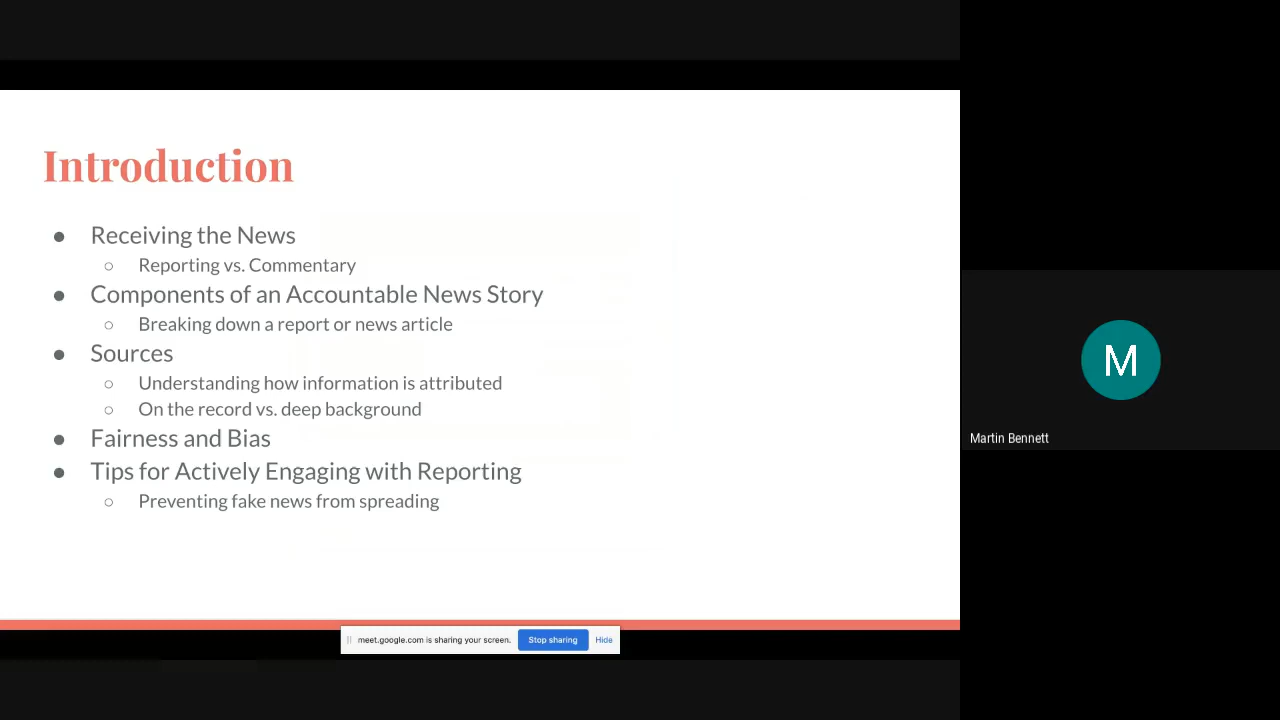 Introduction
● Receiving the News
○ Reporting vs. Commentary
● Components of an Accountable News Story
○ Breaking down a report or news article
● Sources
○ Understanding how information is attributed
○ On the record vs. deep background
● Fairness and Bias
● Tips for Actively Engaging with Reporting
○ Preventing fake news from spreading
meet.google.com is sharing your screen. Stop sharing Hide
M
Martin Bennett